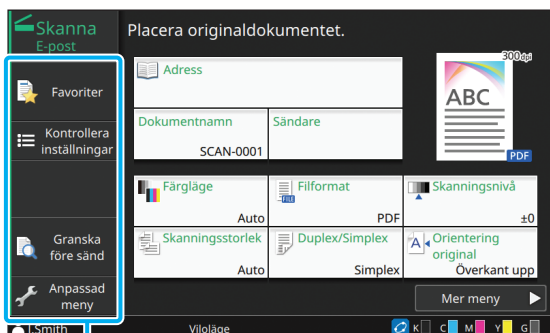 Skanna
E-post
Placera originaldokumentet.
Favoriter
Kontrollera
inställningar
Granska
före sänd
Anpassad
meny
Adress
Dokumentnamn
SCAN-0001
Sändare
300dpi
ABC
PDF
Färgläge
Auto
Filformat
FILE
PDF
Skanningsnivå
±0
Skanningsstorlek
Auto
Duplex/Simplex
Simplex
A
Orientering
original
Överkant upp
Mer meny
I.Smith
Viloläge
K C M Y G